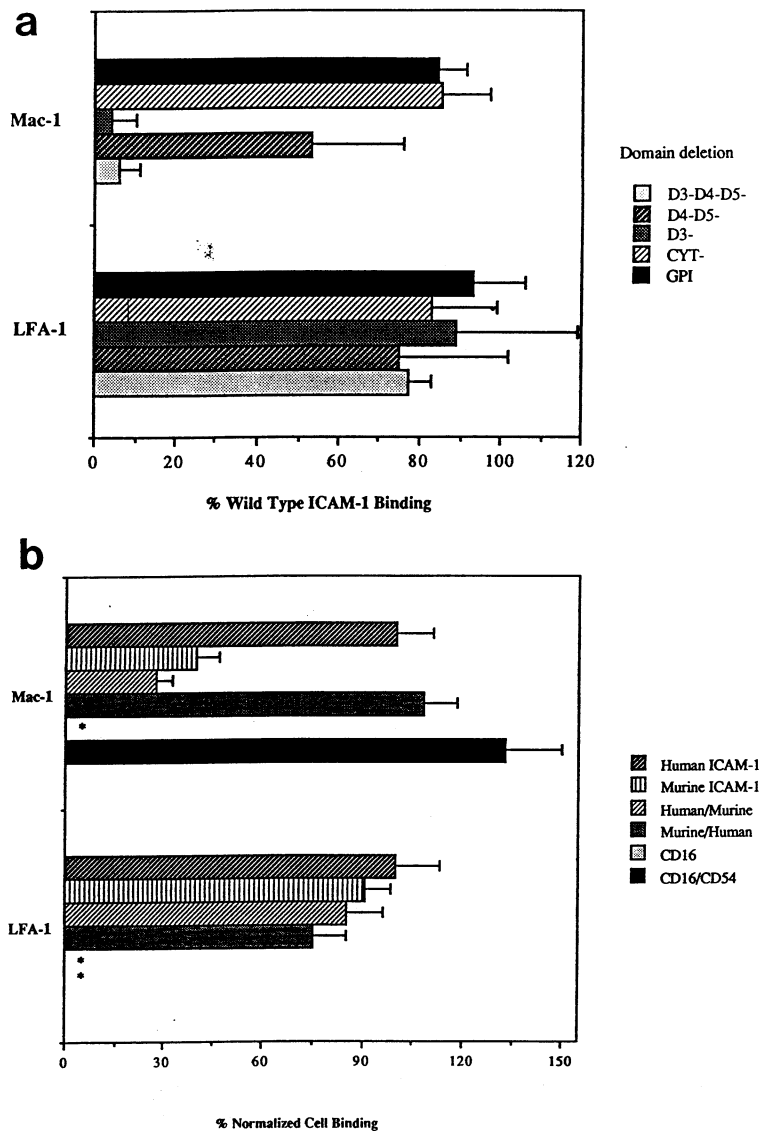 a
Mac-1
LFA-1
0 20 40 60 80 100 120
% Wild Type ICAM-1 Binding
Domain deletion
D3-D4-D5-
D4-D5-
D3-
CYT-
GPI
b
Mac-1
*
LFA-1
*
*
0 30 60 90 120 150
% Normalized Cell Binding
Human ICAM-1
Murine ICAM-1
Human/Murine
Murine/Human
CD16
CD16/CD54